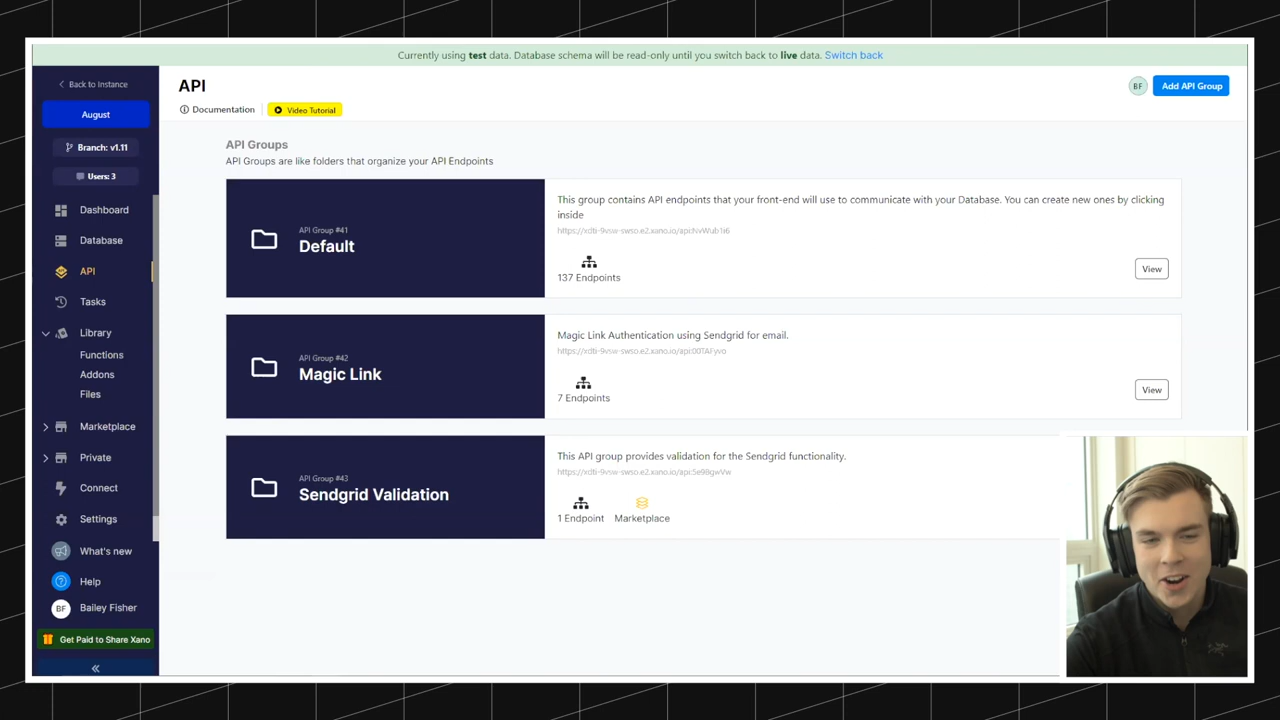 Currently using test data. Database schema will be read-only until you switch back to live data. Switch back
Back to Instance
August
Branch: v1.11
Users: 3
Dashboard
Database
API
Tasks
Library
Functions
Addons
Files
Marketplace
Private
Connect
Settings
What's new
Help
BF Bailey Fisher
Get Paid to Share Xano
API
BF
Add API Group
Documentation
Video Tutorial
API Groups
API Groups are like folders that organize your API Endpoints
API Group #41
Default
This group contains API endpoints that your front-end will use to communicate with your Database. You can create new ones by clicking
inside
137 Endpoints
View
API Group #42
Magic Link
Magic Link Authentication using Sendgrid for email.
7 Endpoints
View
API Group #43
Sendgrid Validation
This API group provides validation for the Sendgrid functionality.
1 Endpoint
Marketplace